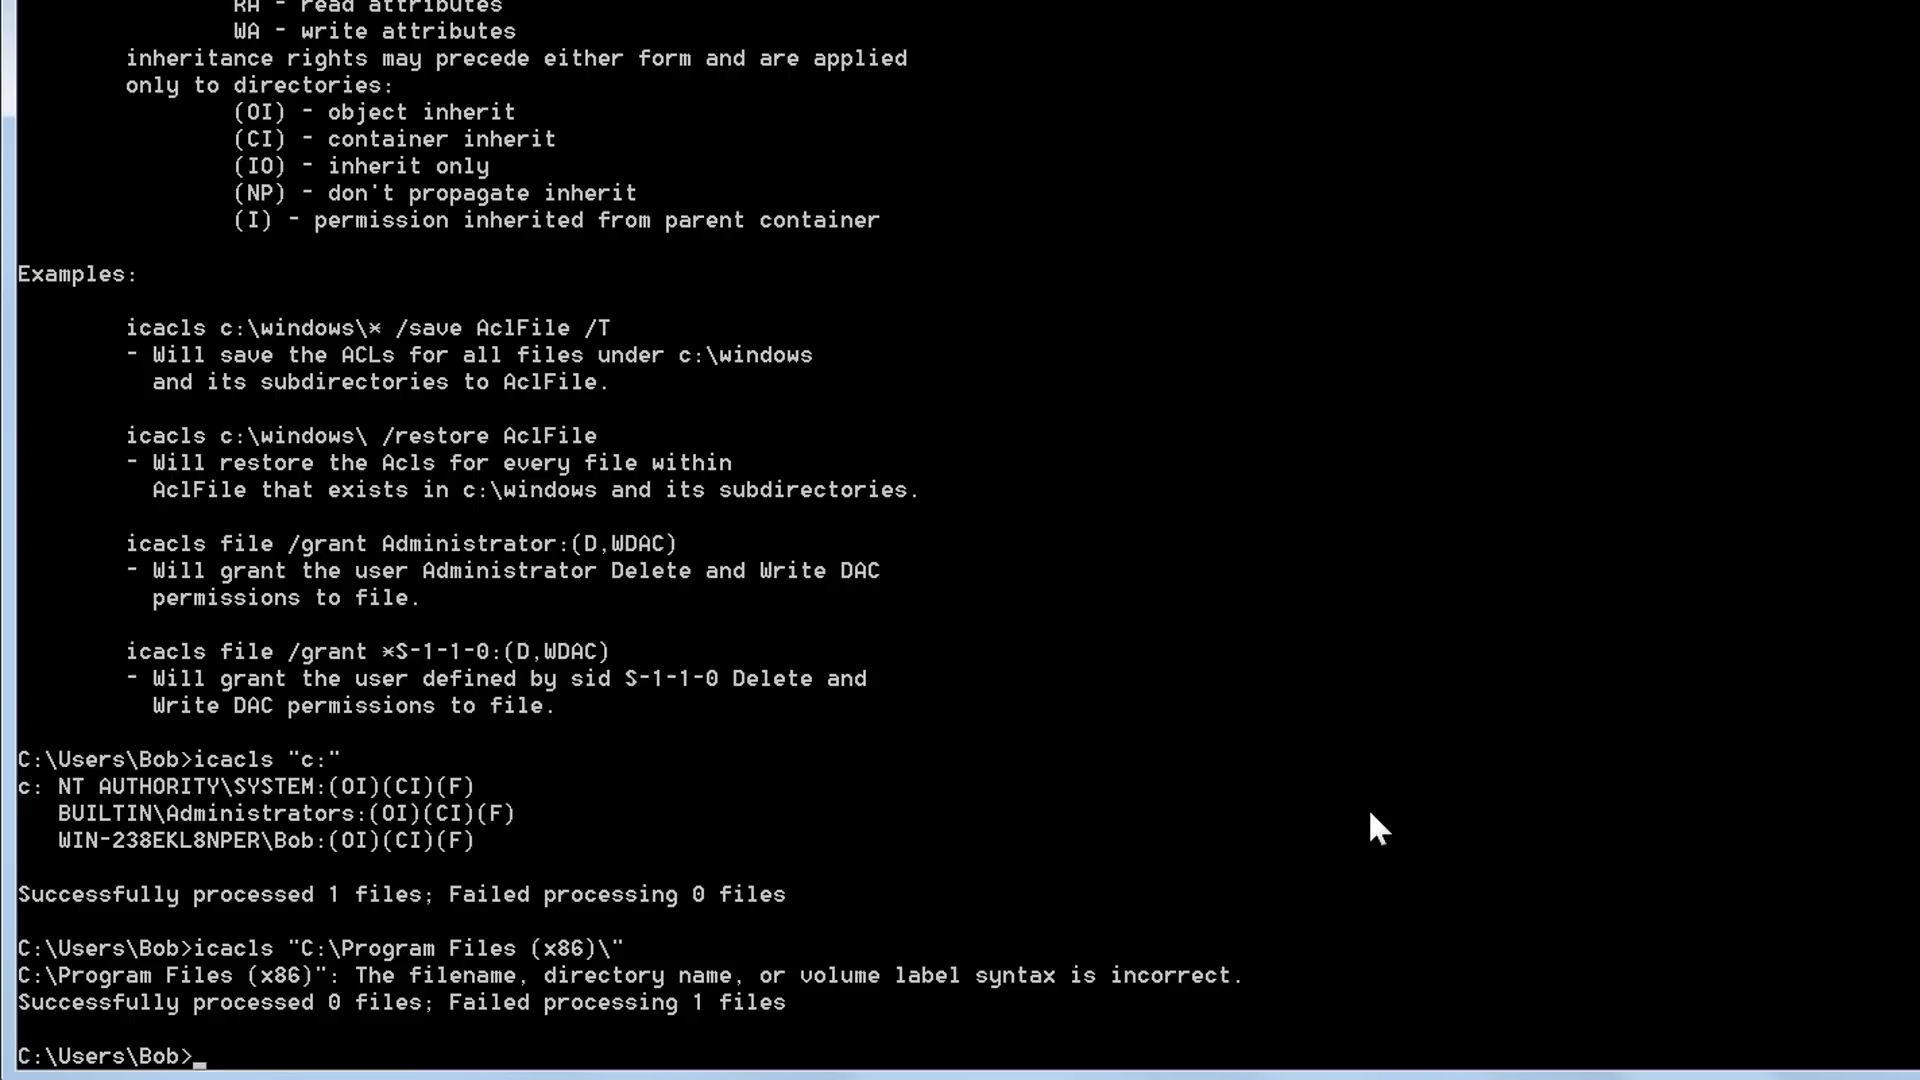 RA - read attributes
WA - write attributes
inheritance rights may precede either form and are applied
only to directories:
(OI) - object inherit
(CI) - container inherit
(IO) - inherit only
(NP) - don't propagate inherit
(I) - permission inherited from parent container
Examples:
icacls c:\windows\* /save AclFile /T
- Will save the ACLs for all files under c:\windows
and its subdirectories to AclFile.
icacls c:\windows\ /restore AclFile
- Will restore the Acls for every file within
AclFile that exists in c:\windows and its subdirectories.
icacls file /grant Administrator:(D,WDAC)
- Will grant the user Administrator Delete and Write DAC
permissions to file.
icacls file /grant *S-1-1-0:(D,WDAC)
- Will grant the user defined by sid S-1-1-0 Delete and
Write DAC permissions to file.
C:\Users\Bob>icacls "c:"
c: NT AUTHORITY\SYSTEM:(OI)(CI)(F)
BUILTIN\Administrators:(OI)(CI)(F)
WIN-238EKL8NPER\Bob:(OI)(CI)(F)
Successfully processed 1 files; Failed processing 0 files
C:\Users\Bob>icacls "C:\Program Files (x86)\"
C:\Program Files (x86)": The filename, directory name, or volume label syntax is incorrect.
Successfully processed 0 files; Failed processing 1 files
C:\Users\Bob>_